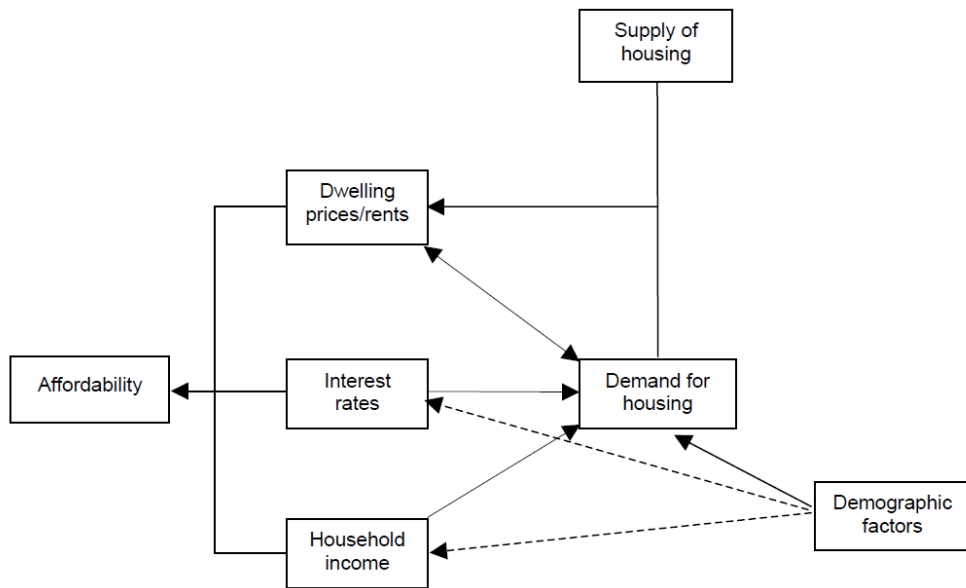 Supply of
housing
Dwelling
prices/rents
Affordability
Interest
rates
Demand for
housing
Household
income
Demographic
factors